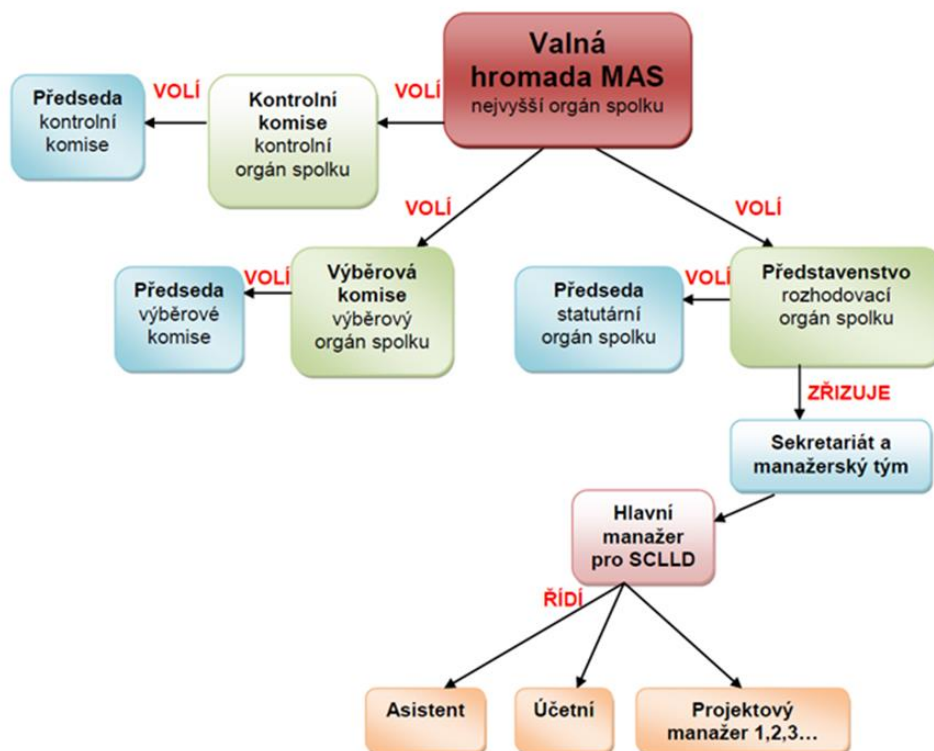 Valná
hromada MAS
nejvyšší orgán spolku
VOLÍ
VOLÍ
Předseda
kontrolní
komise
Kontrolní
komise
kontrolní
orgán spolku
VOLÍ
VOLÍ
Předseda
výběrové
komise
VOLÍ
Výběrová
komise
výběrový
orgán spolku
Předseda
statutární
orgán spolku
VOLÍ
Představenstvo
rozhodovací
orgán spolku
ZŘIZUJE
Sekretariát a
manažerský tým
Hlavní
manažer
pro SCLLD
ŘÍDÍ
Asistent
Účetní
Projektový
manažer 1,2,3...